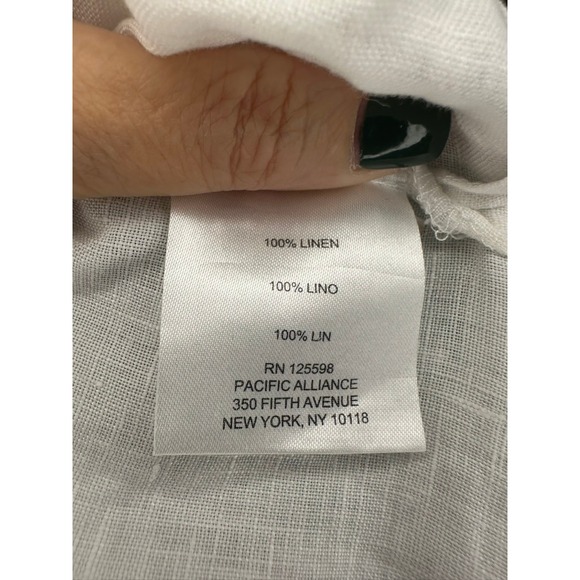 100% LINEN
100% LINO
100% LIN
RN 125598
PACIFIC ALLIANCE
350 FIFTH AVENUE
NEW YORK, NY 10118